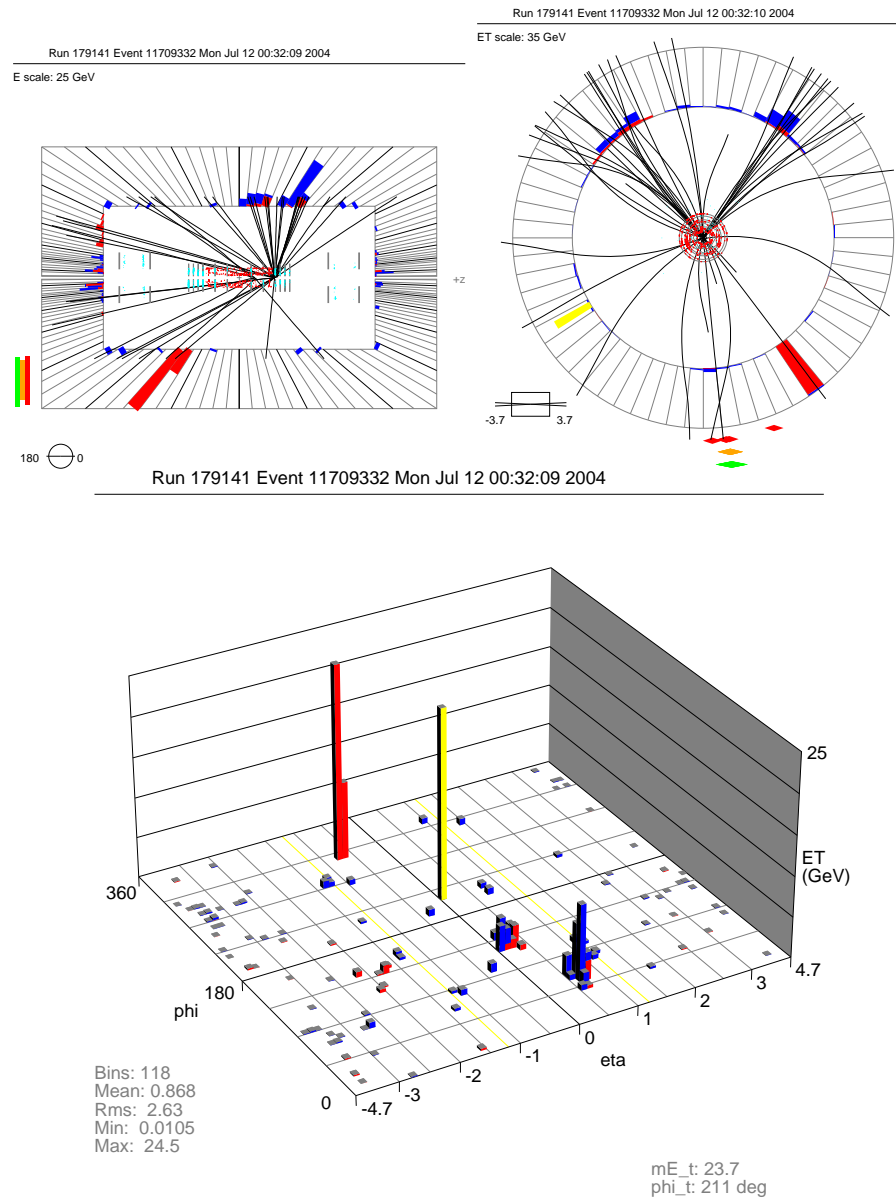 Run 179141 Event 11709332 Mon Jul 12 00:32:09 2004
E scale: 25 GeV
+z
180 0
Run 179141 Event 11709332 Mon Jul 12 00:32:10 2004
ET scale: 35 GeV
-3.7 3.7
Run 179141 Event 11709332 Mon Jul 12 00:32:09 2004
25
ET
(GeV)
360
180
phi
0
-4.7
-3
-2
-1
0
1
2
3
4.7
eta
Bins: 118
Mean: 0.868
Rms: 2.63
Min: 0.0105
Max: 24.5
mE_t: 23.7
phi_t: 211 deg